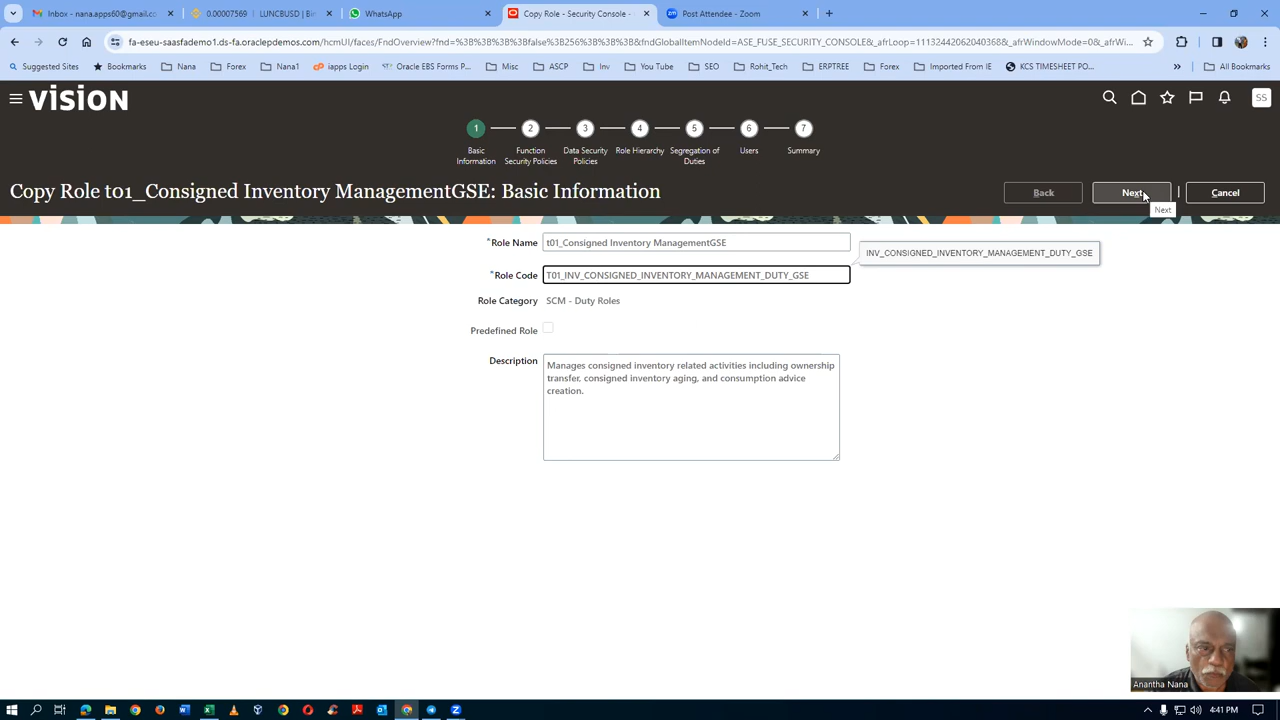 Inbox - nana.apps60@gmail.co
0.00007569
LUNCBUSD | Bi
WhatsApp
Copy Role - Security Console -
Post Attendee - Zoom
fa-eseu-saasfademo1.ds-fa.oraclepdemos.com/hcmUI/faces/FndOverview?fnd=%3B%3B%3B%3Bfalse%3B256%3B%3B%3B&fndGlobalItemNodeId=ASE_FUSE_SECURITY_CONSOLE&_afrLoop=11132442062040368&_afrWindowMode=0&_afrWi...
Suggested Sites
Bookmarks
Nana
Forex
Nana1
iapps Login
Oracle EBS Forms P...
Misc
ASCP
Inv
You Tube
SEO
Rohit_Tech
ERPTREE
Forex
Imported From IE
KCS TIMESHEET PO...
All Bookmarks
VISION
SS
1
2
3
4
5
6
7
Basic
Information
Function
Security Policies
Data Security
Policies
Role Hierarchy
Segregation of
Duties
Users
Summary
Copy Role t01_Consigned Inventory ManagementGSE: Basic Information
Back
Next
Cancel
Next
*Role Name
t01_Consigned Inventory ManagementGSE
INV_CONSIGNED_INVENTORY_MANAGEMENT_DUTY_GSE
*Role Code
T01_INV_CONSIGNED_INVENTORY_MANAGEMENT_DUTY_GSE
Role Category
SCM - Duty Roles
Predefined Role
Description
Manages consigned inventory related activities including ownership
transfer, consigned inventory aging, and consumption advice
creation.
Anantha Nana
4:41 PM